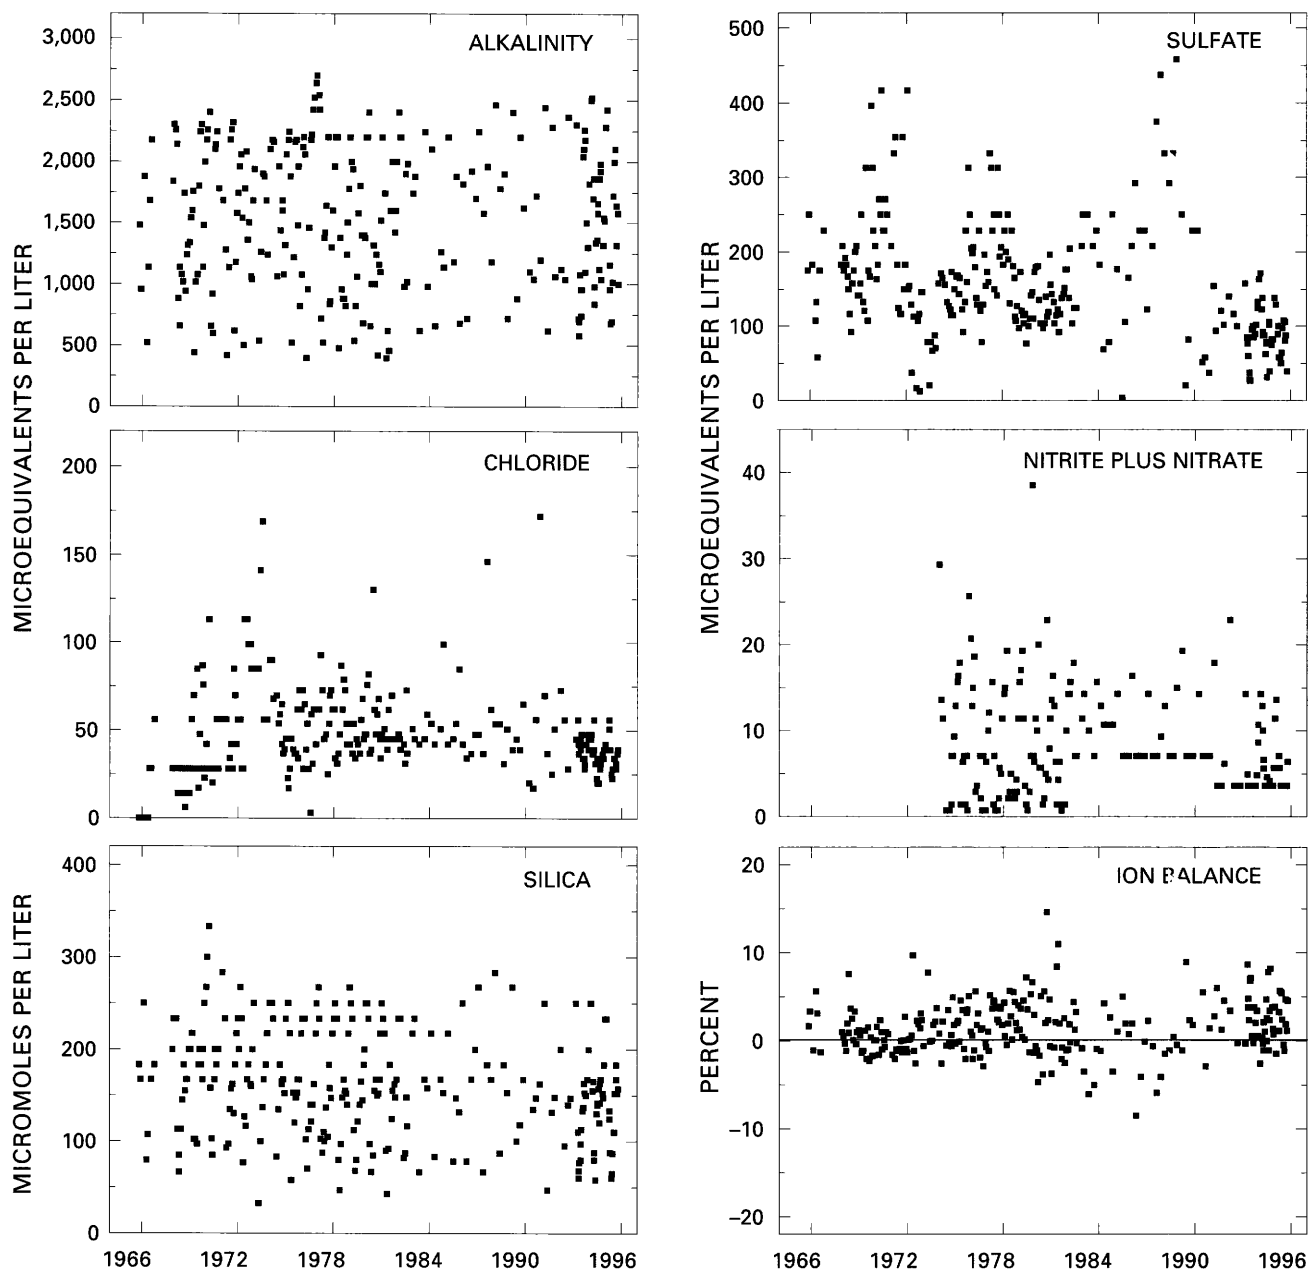 ALKALINITY
3,000
2,500
2,000
1,500
1,000
500
0
SULFATE
500
400
300
200
100
0
MICROEQUIVALENTS PER LITER
MICROEQUIVALENTS PER LITER
CHLORIDE
200
150
100
50
0
NITRITE PLUS NITRATE
40
30
20
10
0
SILICA
400
300
200
100
0
MICROMOLES PER LITER
1966 1972 1978 1984 1990 1996
ION BALANCE
20
10
0
–10
–20
PERCENT
1966 1972 1978 1984 1990 1996